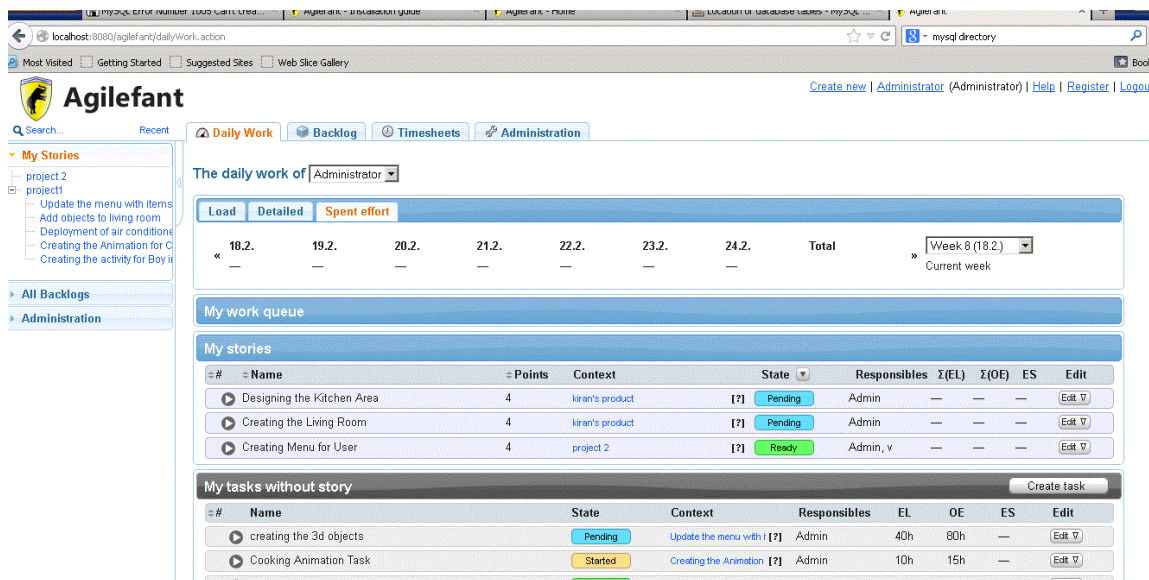 MySQL Error Number 1005 Can't crea...
Agilefant - Installation guide
Agilefant - Home
Location of database tables - MySQL ...
Agilefant
localhost:8080/agilefant/dailyWork.action
mysql directory
Most Visited Getting Started Suggested Sites Web Slice Gallery Boo
Agilefant
Create new | Administrator (Administrator) | Help | Register | Logou
Search... Recent
Daily Work Backlog Timesheets Administration
My Stories
project 2
project1
Update the menu with items
Add objects to living room
Deployment of air conditione
Creating the Animation for C
Creating the activity for Boy i
All Backlogs
Administration
The daily work of Administrator
Load Detailed Spent effort
18.2. 19.2. 20.2. 21.2. 22.2. 23.2. 24.2. Total Week 8 (18.2.)
« — — — — — — — » Current week
My work queue
My stories
# Name Points Context State Responsibles Σ(EL) Σ(OE) ES Edit
Designing the Kitchen Area 4 kiran's product [?] Pending Admin — — — Edit ∇
Creating the Living Room 4 kiran's product [?] Pending Admin — — — Edit ∇
Creating Menu for User 4 project 2 [?] Ready Admin, v — — — Edit ∇
My tasks without story Create task
# Name State Context Responsibles EL OE ES Edit
creating the 3d objects Pending Update the menu with i [?] Admin 40h 80h — Edit ∇
Cooking Animation Task Started Creating the Animation [?] Admin 10h 15h — Edit ∇